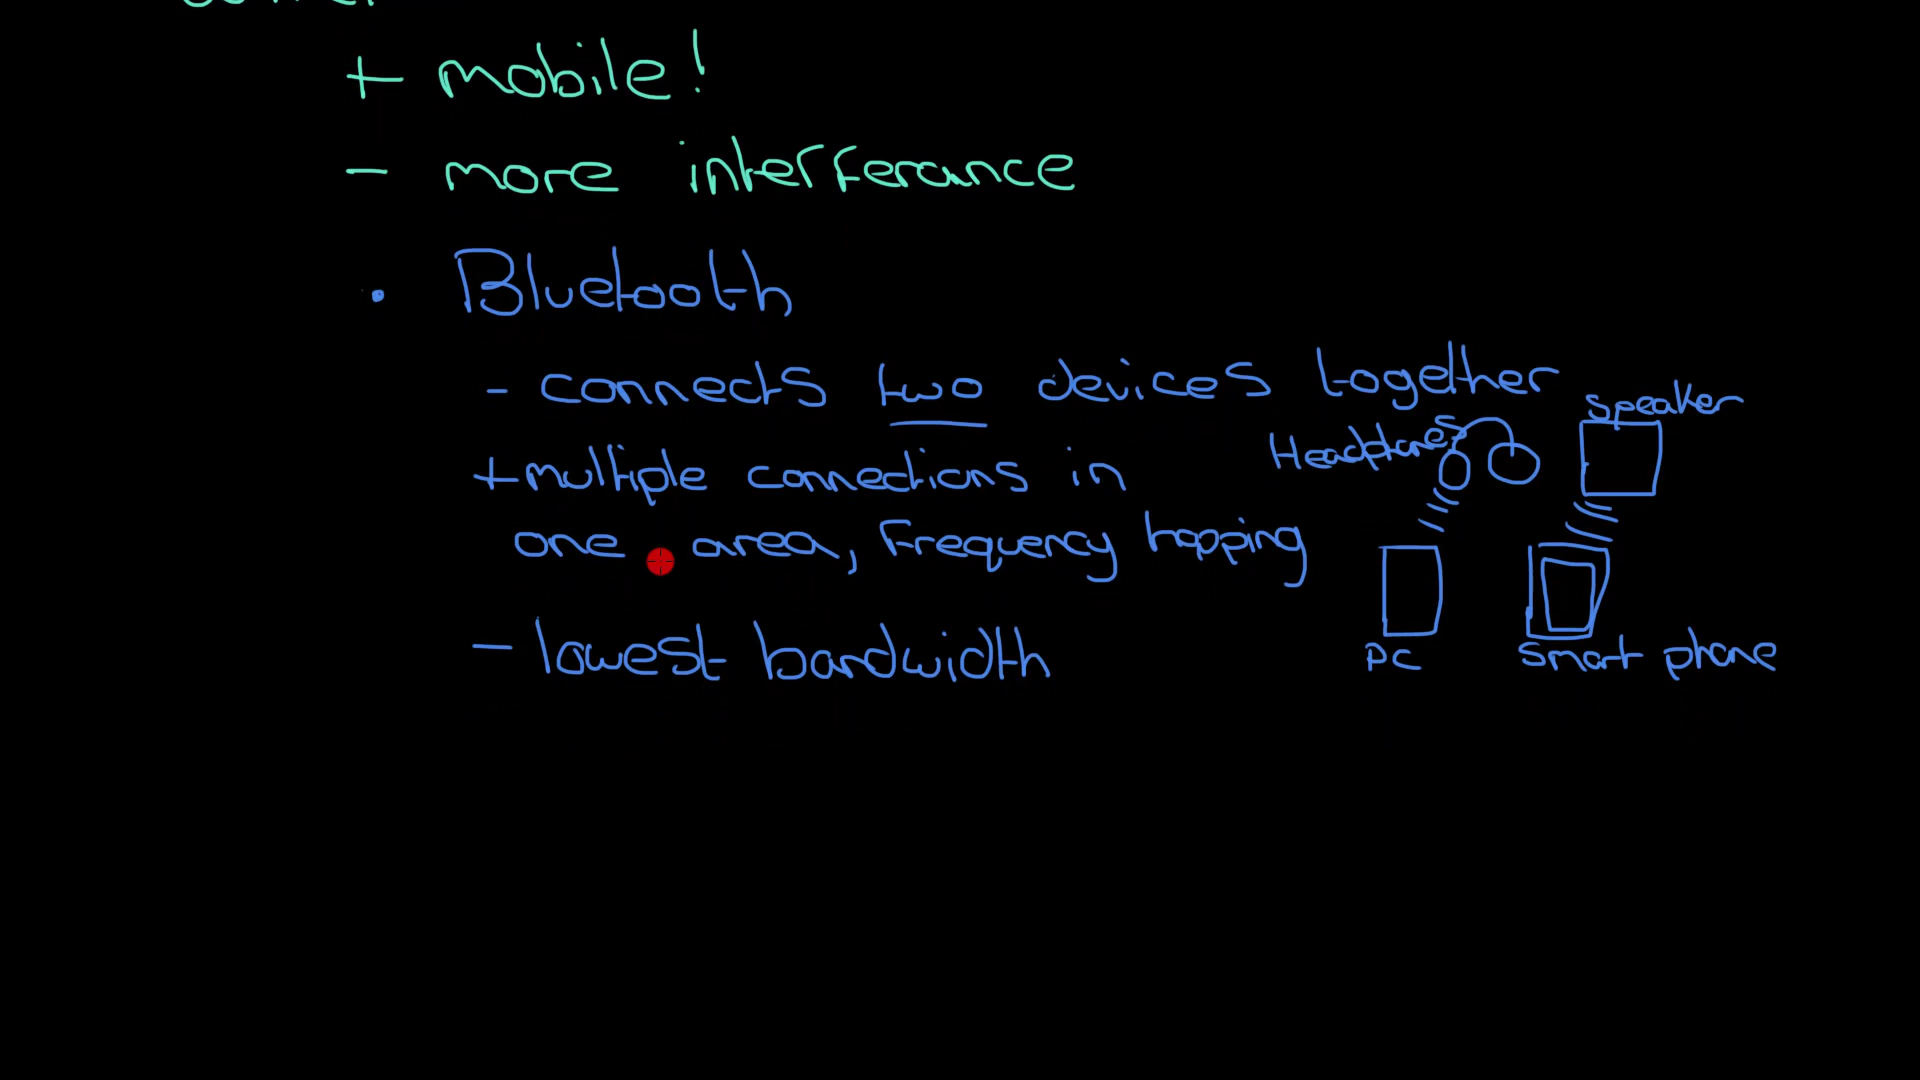 + mobile!
- more interferance
• Bluetooth
- connects two devices together
speaker
Headphones
+multiple connections in
one area, Frequency hopping
- lowest bandwidth
PC
smart phone